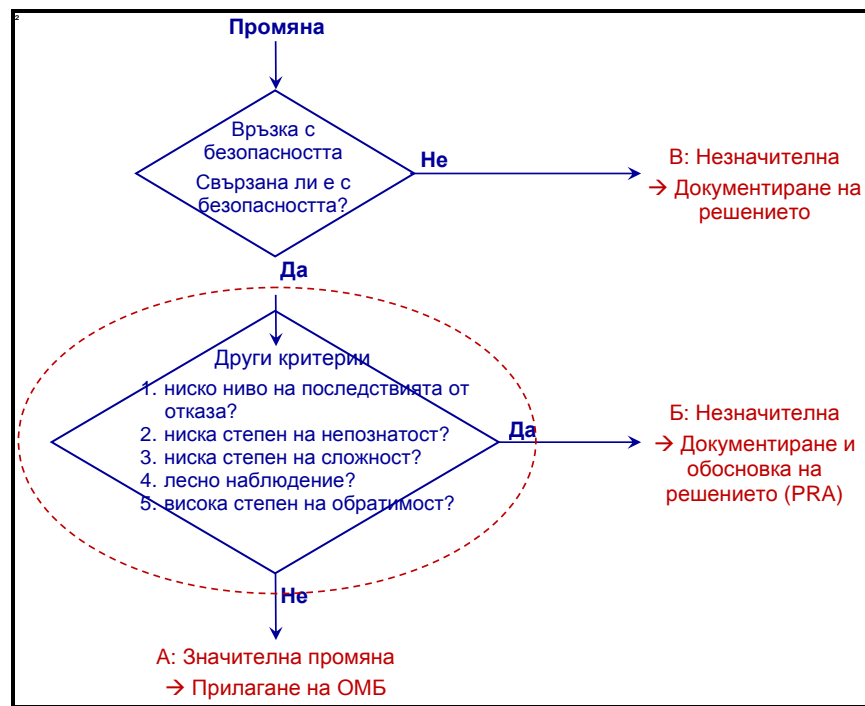 2
Промяна
Връзка с
безопасността
Свързана ли е с
безопасността?
Не
В: Незначителна
→ Документиране на
решението
Да
Други критерии
1. ниско ниво на последствията от
отказа?
2. ниска степен на непознатост?
3. ниска степен на сложност?
4. лесно наблюдение?
5. висока степен на обратимост?
Да
Б: Незначителна
→ Документиране и
обосновка на
решението (PRA)
Не
А: Значителна промяна
→ Прилагане на ОМБ